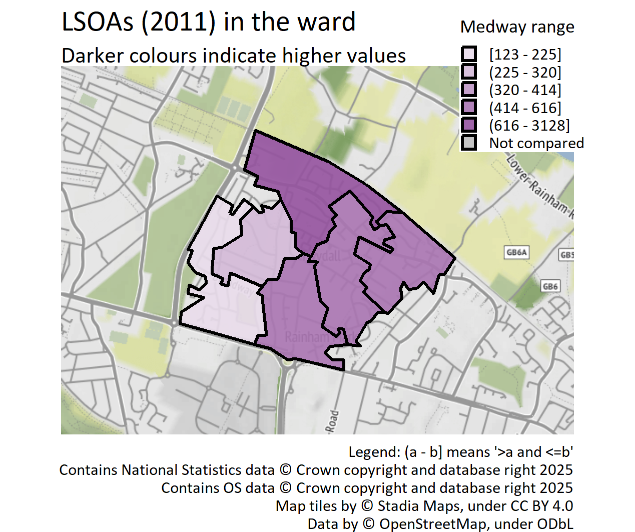 LSOAs (2011) in the ward
Darker colours indicate higher values
Medway range
[123 - 225]
(225 - 320]
(320 - 414]
(414 - 616]
(616 - 3128]
Not compared
Lower-Rainham-R
GB6A
GB5
GB6
Rainham
-Road
Legend: (a - b] means '>a and <=b'
Contains National Statistics data © Crown copyright and database right 2025
Contains OS data © Crown copyright and database right 2025
Map tiles by © Stadia Maps, under CC BY 4.0
Data by © OpenStreetMap, under ODbL